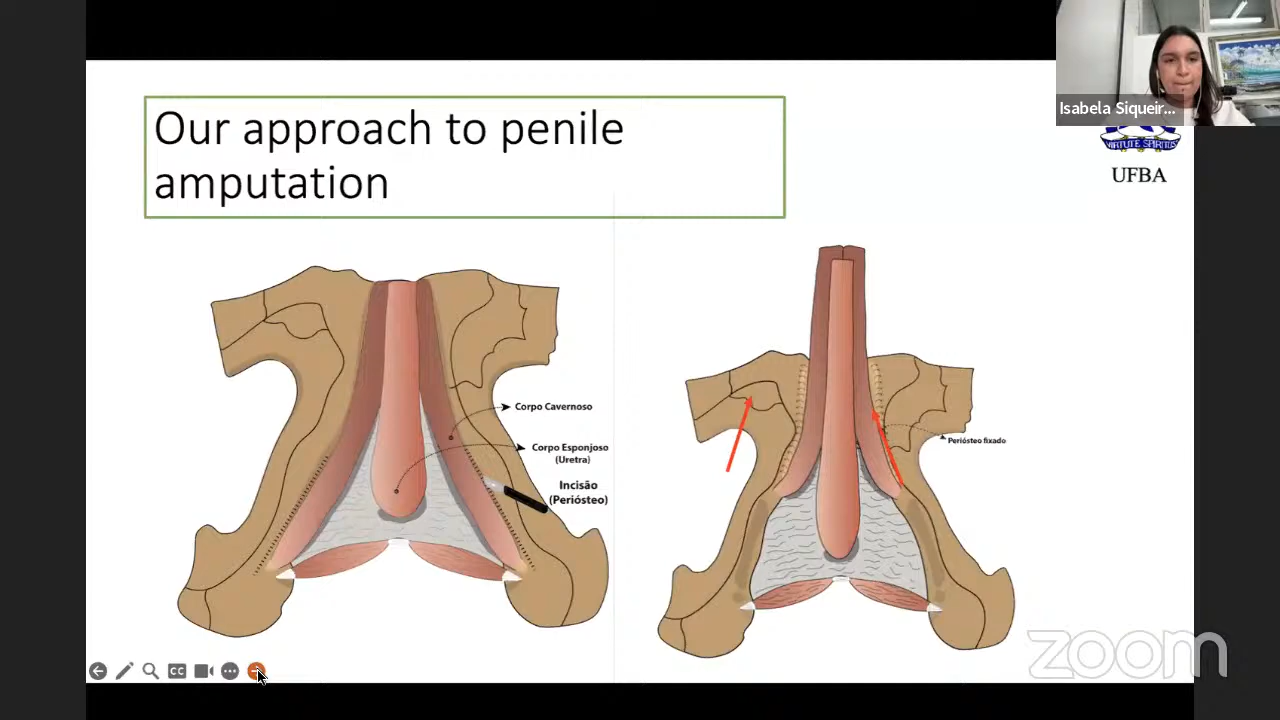 Our approach to penile
amputation
Isabela Siqueir...
VIRTUTE SPIRITUS
UFBA
Corpo Cavernoso
Corpo Esponjoso
(Uretra)
Incisão
(Periósteo)
Periósteo fixado
CC
zoom